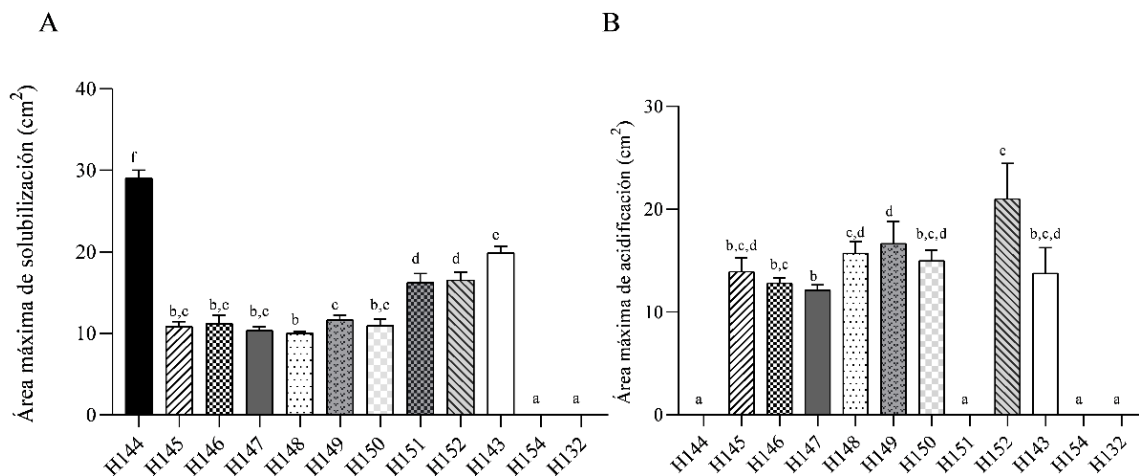 A
Área máxima de solubilización (cm²)
40
30
20
10
0
f
b,c
b,c
b,c
b
c
b,c
d
d
e
a
a
H144
H145
H146
H147
H148
H149
H150
H151
H152
H143
H154
H132
B
Área máxima de acidificación (cm²)
30
20
10
0
a
b,c,d
b,c
b
c,d
d
b,c,d
a
e
b,c,d
a
a
H144
H145
H146
H147
H148
H149
H150
H151
H152
H143
H154
H132